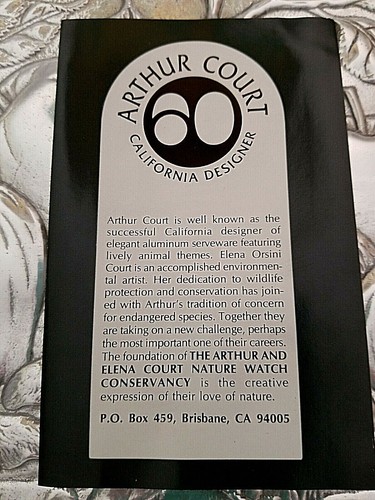 ARTHUR COURT
60
CALIFORNIA DESIGNER
Arthur Court is well known as the
successful California designer of
elegant aluminum serveware featuring
lively animal themes. Elena Orsini
Court is an accomplished environmen-
tal artist. Her dedication to wildlife
protection and conservation has join-
ed with Arthur's tradition of concern
for endangered species. Together they
are taking on a new challenge, perhaps
the most important one of their careers.
The foundation of THE ARTHUR AND
ELENA COURT NATURE WATCH
CONSERVANCY is the creative
expression of their love of nature.
P.O. Box 459, Brisbane, CA 94005